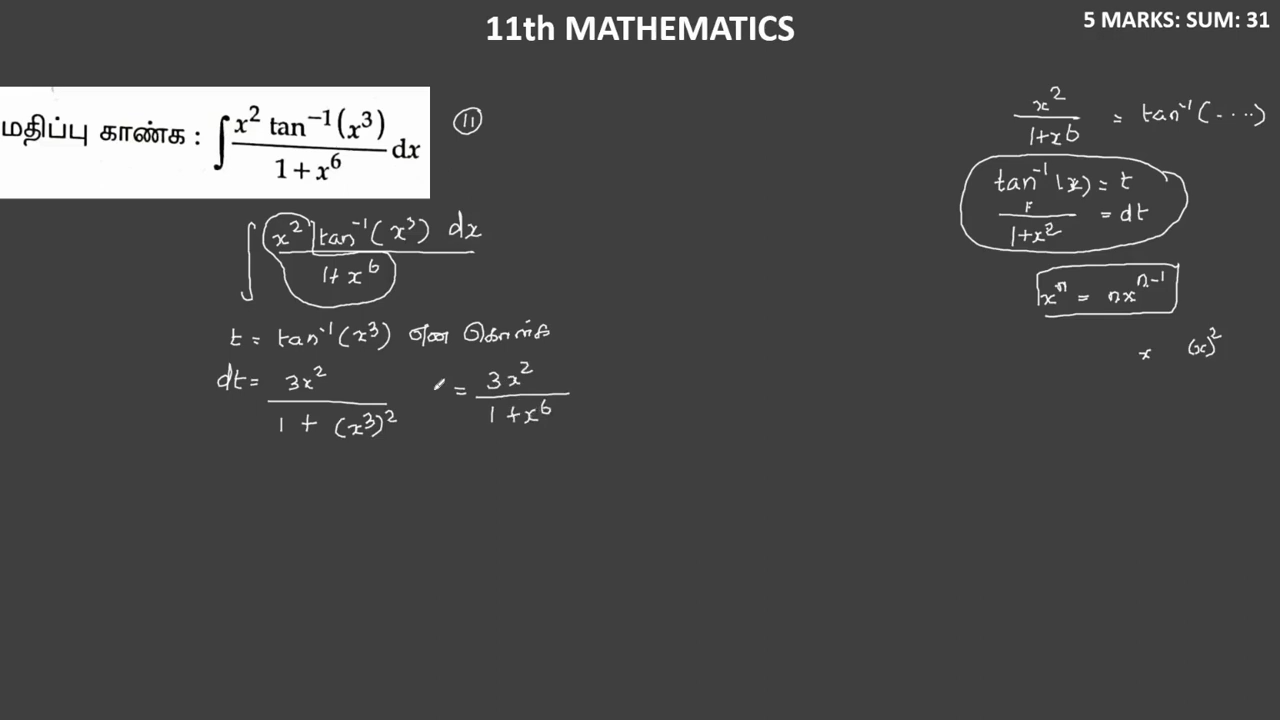 11th MATHEMATICS
5 MARKS: SUM: 31
மதிப்பு காண்க : ∫ x² tan⁻¹(x³) / 1+x⁶ dx
(11)
∫ x² tan⁻¹(x³) dx / 1+x⁶
t = tan⁻¹(x³) என கொள்க
dt = 3x² / 1 + (x³)² = 3x² / 1+x⁶
x² / 1+x⁶ = tan⁻¹(....)
tan⁻¹(x) = t
/ 1+x² = dt
xⁿ = nxⁿ⁻¹
x (x)²